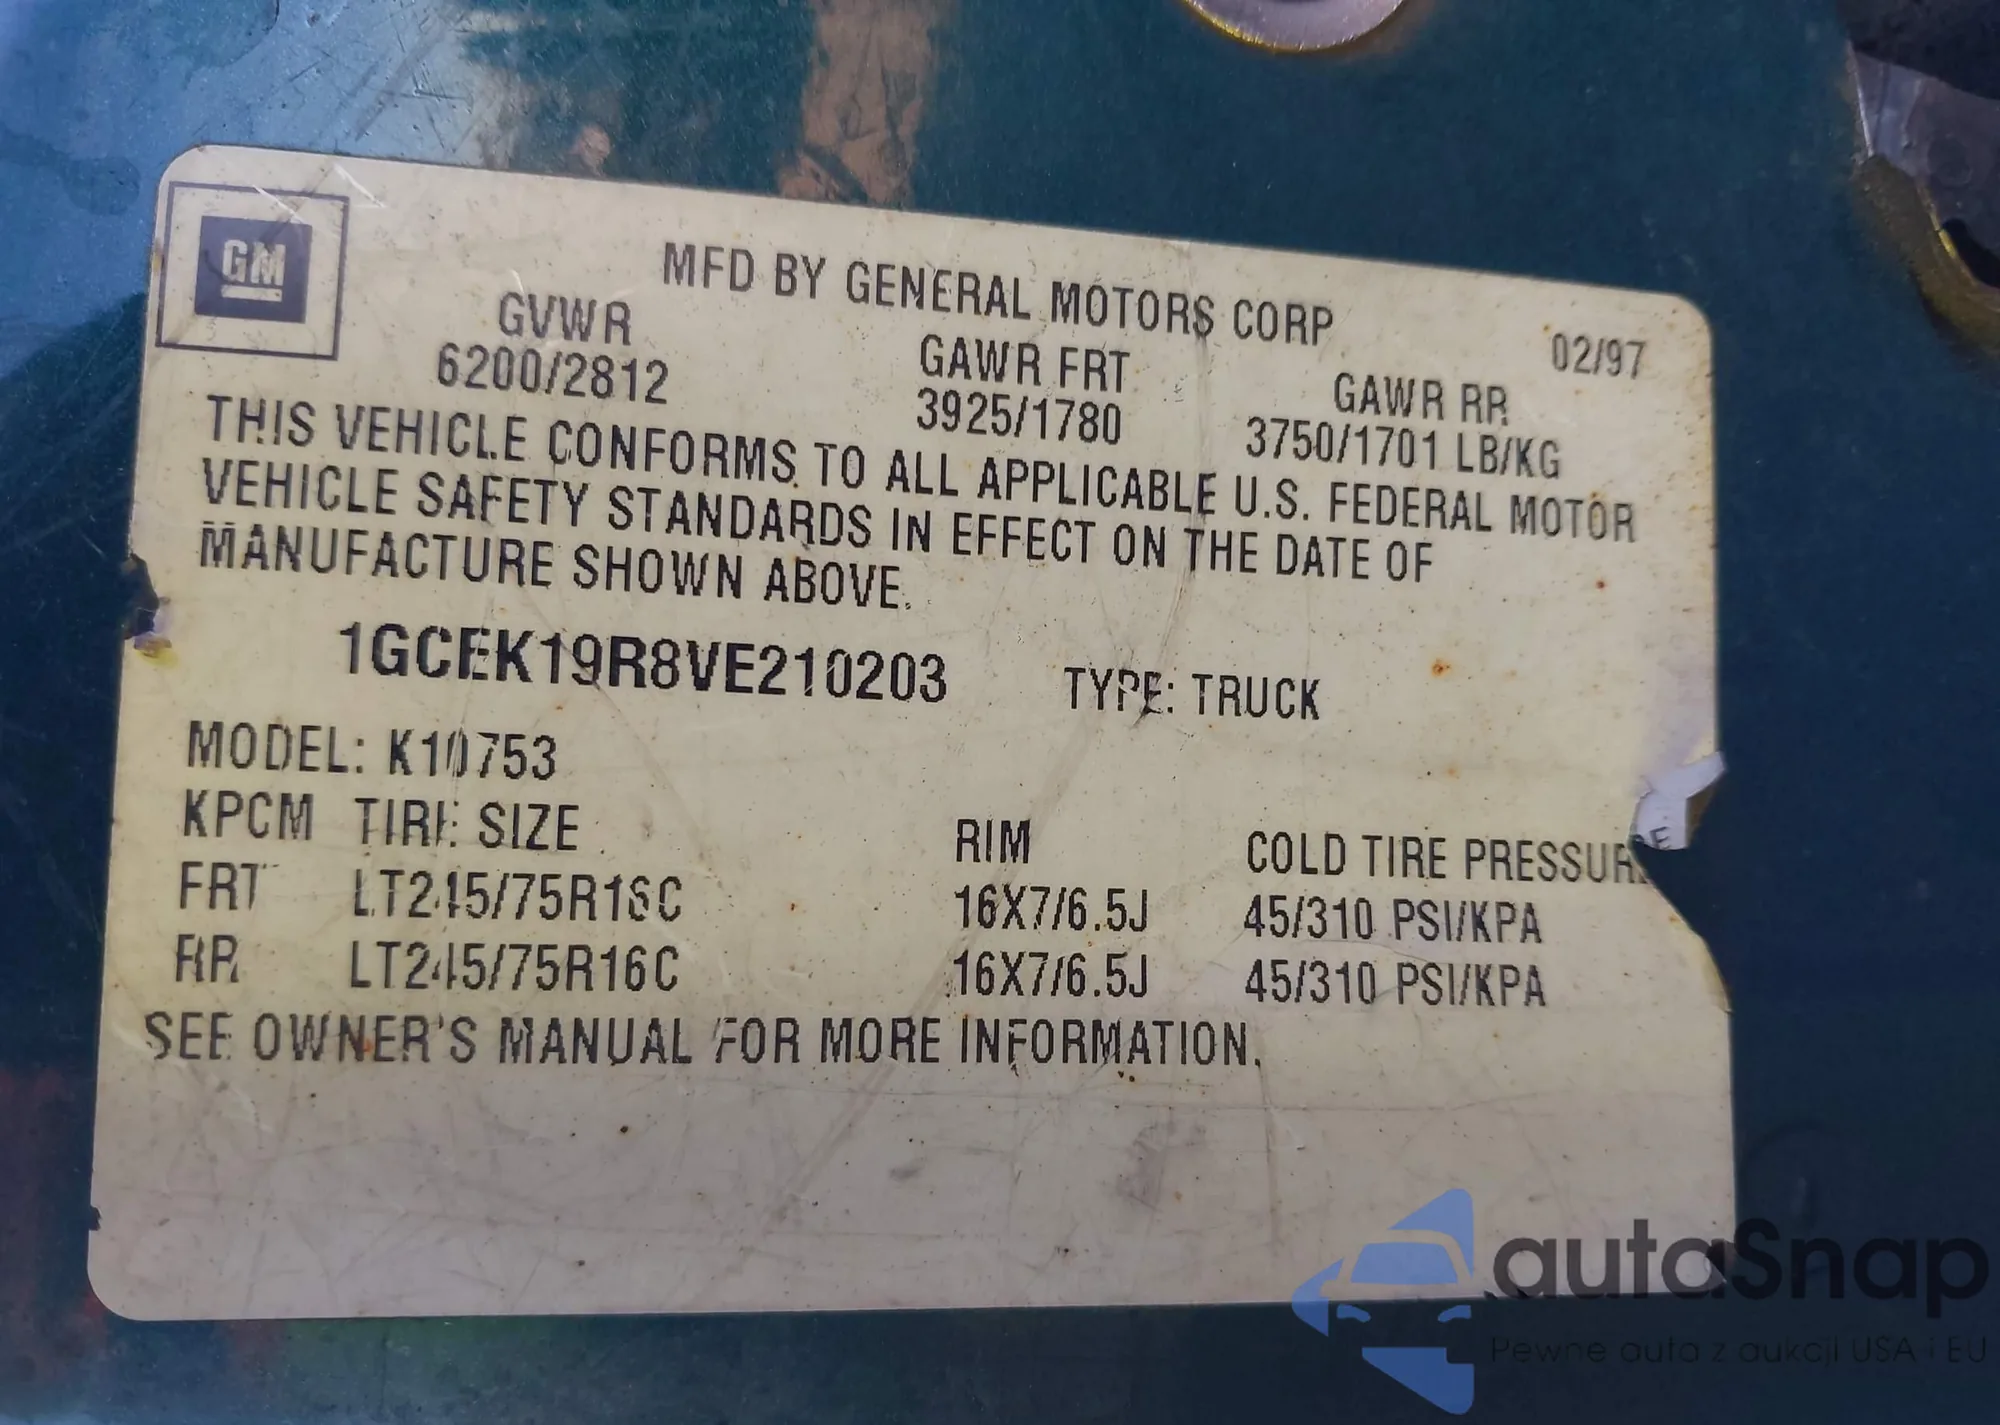 GM
MFD BY GENERAL MOTORS CORP
02/97
GVWR
GAWR FRT
GAWR RR
6200/2812
3925/1780
3750/1701 LB/KG
THIS VEHICLE CONFORMS TO ALL APPLICABLE U.S. FEDERAL MOTOR
VEHICLE SAFETY STANDARDS IN EFFECT ON THE DATE OF
MANUFACTURE SHOWN ABOVE.
1GCEK19R8VE210203
TYPE: TRUCK
MODEL: K10753
KPCM TIRE SIZE RIM COLD TIRE PRESSURE
FRT LT245/75R16C 16X7/6.5J 45/310 PSI/KPA
RR LT245/75R16C 16X7/6.5J 45/310 PSI/KPA
SEE OWNER'S MANUAL FOR MORE INFORMATION.
autaSnap
Pewne auta z aukcji USA i EU